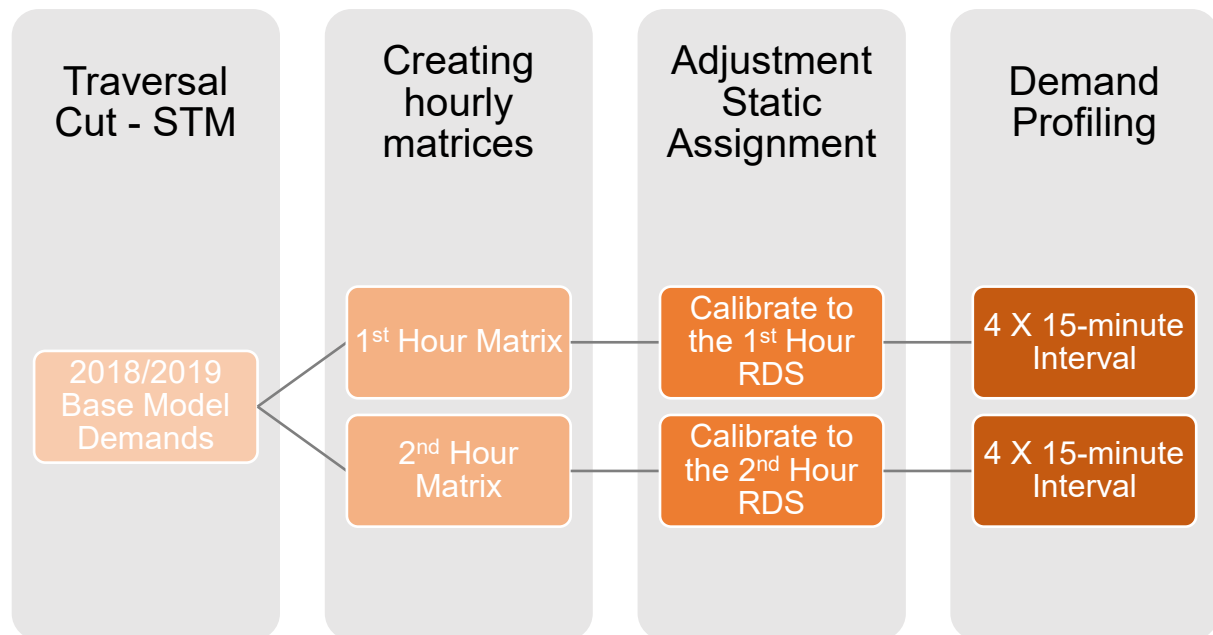 Traversal
Cut - STM
Creating
hourly
matrices
Adjustment
Static
Assignment
Demand
Profiling
2018/2019
Base Model
Demands
1st Hour Matrix
2nd Hour
Matrix
Calibrate to
the 1st Hour
RDS
Calibrate to
the 2nd Hour
RDS
4 X 15-minute
Interval
4 X 15-minute
Interval